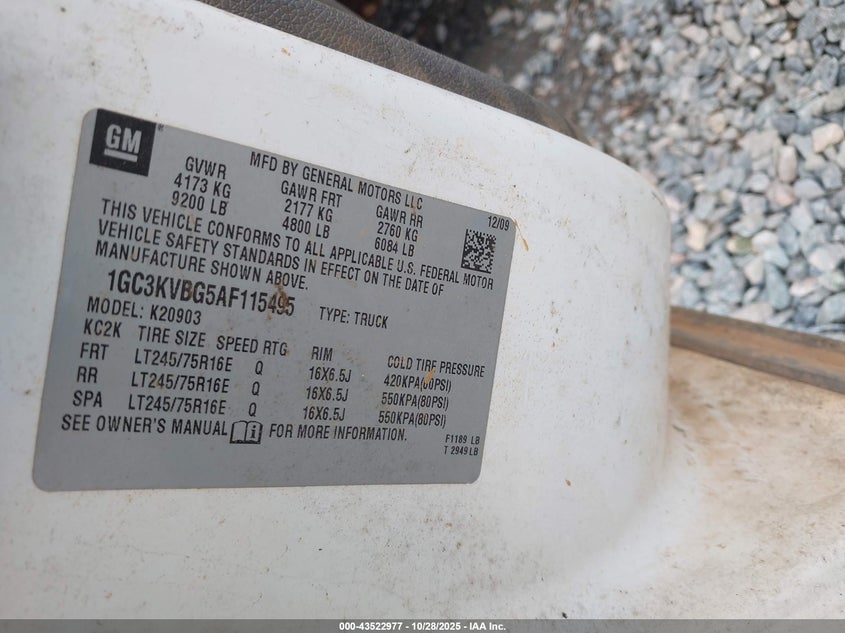 GM
MFD BY GENERAL MOTORS LLC 12/09
GVWR GAWR FRT GAWR RR
4173 KG 2177 KG 2760 KG
9200 LB 4800 LB 6084 LB
THIS VEHICLE CONFORMS TO ALL APPLICABLE U.S. FEDERAL MOTOR
VEHICLE SAFETY STANDARDS IN EFFECT ON THE DATE OF
MANUFACTURE SHOWN ABOVE.
1GC3KVBG5AF115495 TYPE: TRUCK
MODEL: K20903
KC2K TIRE SIZE SPEED RTG RIM COLD TIRE PRESSURE
FRT LT245/75R16E Q 16X6.5J 420KPA(60PSI)
RR LT245/75R16E Q 16X6.5J 550KPA(80PSI)
SPA LT245/75R16E Q 16X6.5J 550KPA(80PSI)
SEE OWNER'S MANUAL FOR MORE INFORMATION.
F1189 LB
T 2949 LB
000-43522977 - 10/28/2025 - IAA Inc.